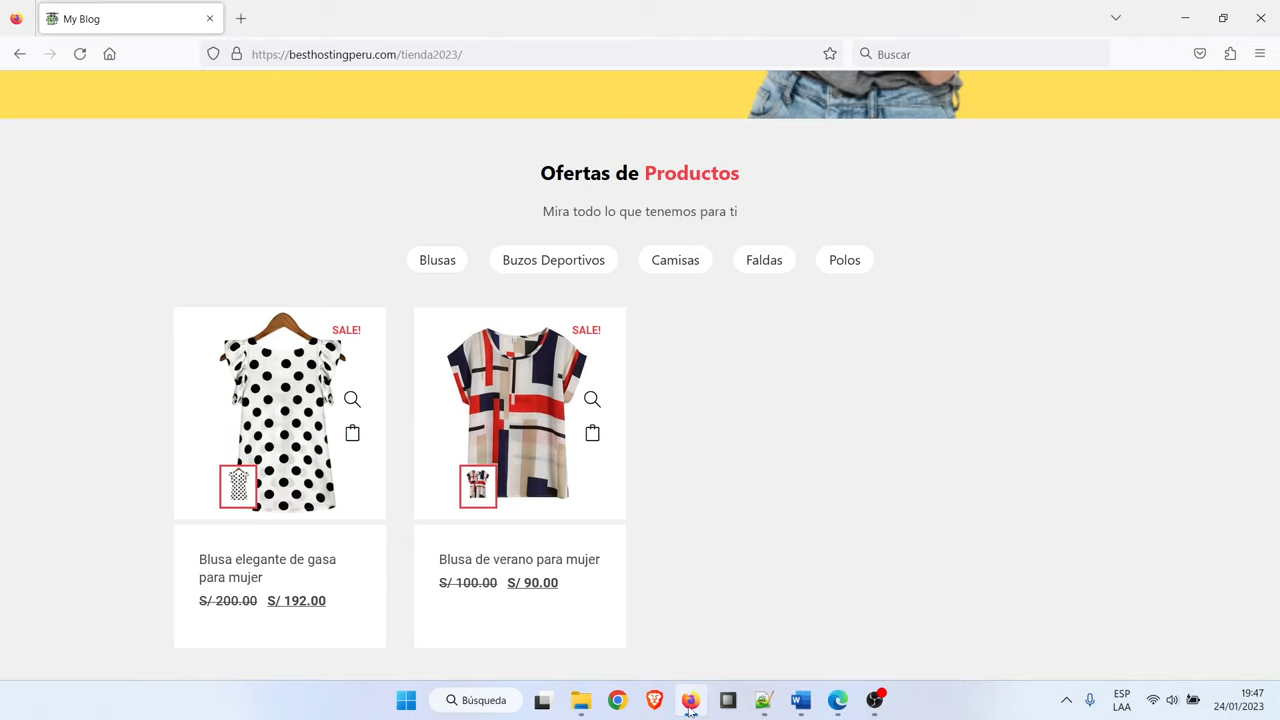 My Blog
https://besthostingperu.com/tienda2023/
Buscar
Ofertas de Productos
Mira todo lo que tenemos para ti
Blusas
Buzos Deportivos
Camisas
Faldas
Polos
SALE!
SALE!
Blusa elegante de gasa
para mujer
S/ 200.00 S/ 192.00
Blusa de verano para mujer
S/ 100.00 S/ 90.00
Búsqueda
ESP
LAA
19:47
24/01/2023